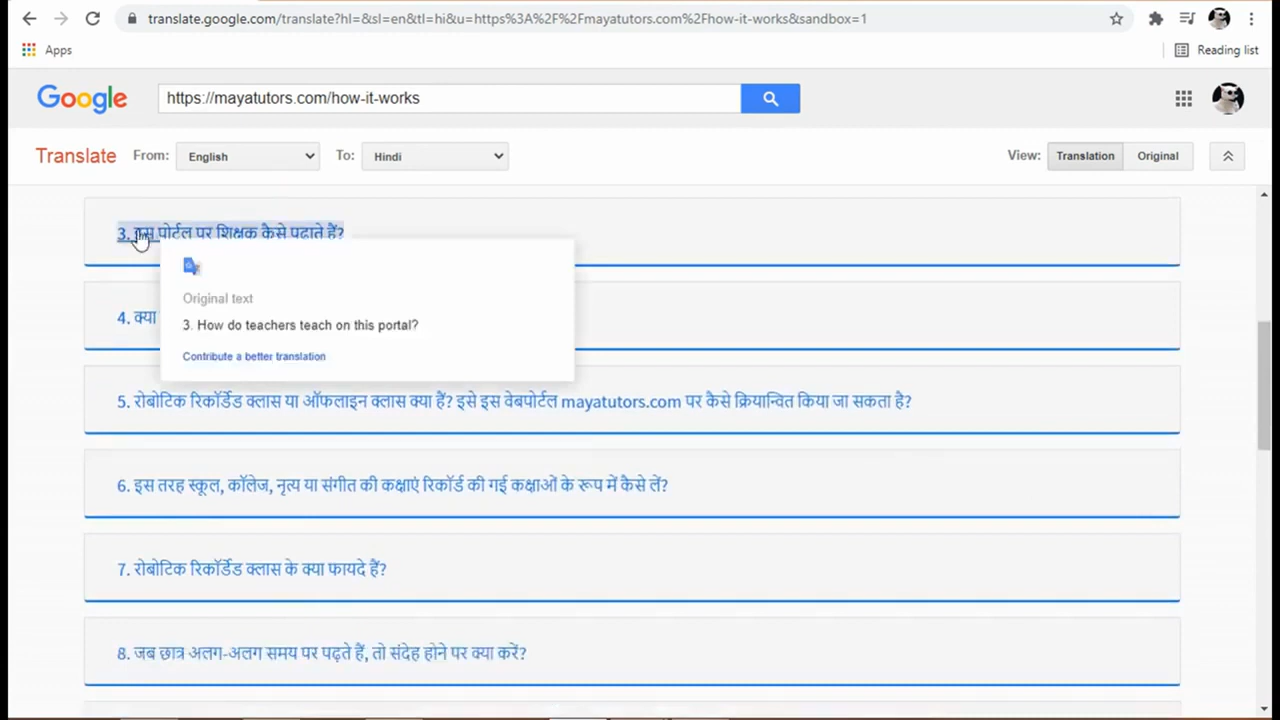 translate.google.com/translate?hl=&sl=en&tl=hi&u=https%3A%2F%2Fmayatutors.com%2Fhow-it-works&sandbox=1
Apps
Reading list
Google
https://mayatutors.com/how-it-works
Translate From: English To: Hindi View: Translation Original
3. इस पोर्टल पर शिक्षक कैसे पढ़ाते हैं?
Original text
3. How do teachers teach on this portal?
4. क्या
Contribute a better translation
5. रोबोटिक रिकॉर्डेड क्लास या ऑफलाइन क्लास क्या हैं? इसे इस वेबपोर्टल mayatutors.com पर कैसे क्रियान्वित किया जा सकता है?
6. इस तरह स्कूल, कॉलेज, नृत्य या संगीत की कक्षाएं रिकॉर्ड की गई कक्षाओं के रूप में कैसे लें?
7. रोबोटिक रिकॉर्डेड क्लास के क्या फायदे हैं?
8. जब छात्र अलग-अलग समय पर पढ़ते हैं, तो संदेह होने पर क्या करें?